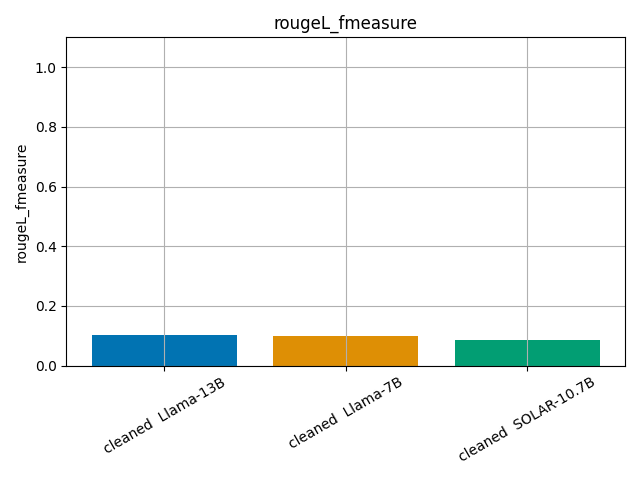 rougeL_fmeasure
rougeL_fmeasure
1.0
0.8
0.6
0.4
0.2
0.0
cleaned  Llama-13B
cleaned  Llama-7B
cleaned  SOLAR-10.7B